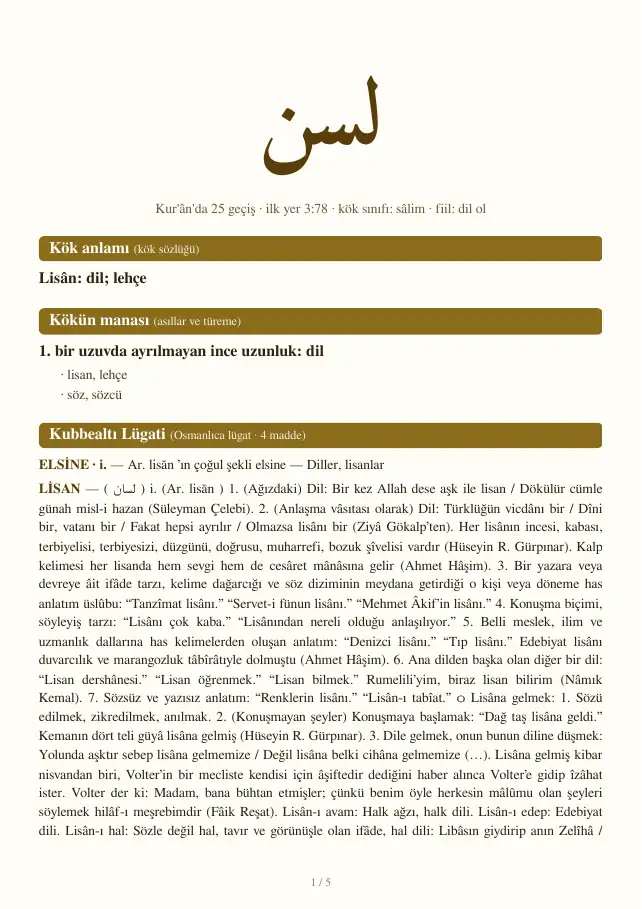 لسن
Kur'ân'da 25 geçiş · ilk yer 3:78 · kök sınıfı: sâlim · fiil: dil ol
Kök anlamı (kök sözlüğü)
Lisân: dil; lehçe
Kökün manası (asıllar ve türeme)
1. bir uzuvda ayrılmayan ince uzunluk: dil
· lisan, lehçe
· söz, sözcü
Kubbealtı Lügati (Osmanlıca lügat · 4 madde)
ELSİNE · i. — Ar. lisān 'ın çoğul şekli elsine — Diller, lisanlar
LİSAN — ( لسان ) i. (Ar. lisān ) 1. (Ağızdaki) Dil: Bir kez Allah dese aşk ile lisan / Dökülür cümle
günah misl-i hazan (Süleyman Çelebi). 2. (Anlaşma vâsıtası olarak) Dil: Türklüğün vicdânı bir / Dîni
bir, vatanı bir / Fakat hepsi ayrılır / Olmazsa lisânı bir (Ziyâ Gökalp’ten). Her lisânın incesi, kabası,
terbiyelisi, terbiyesizi, düzgünü, doğrusu, muharrefi, bozuk şîvelisi vardır (Hüseyin R. Gürpınar). Kalp
kelimesi her lisanda hem sevgi hem de cesâret mânâsına gelir (Ahmet Hâşim). 3. Bir yazara veya
devreye âit ifâde tarzı, kelime dağarcığı ve söz diziminin meydana getirdiği o kişi veya döneme has
anlatım üslûbu: “Tanzîmat lisânı.” “Servet-i fünun lisânı.” “Mehmet Âkif’in lisânı.” 4. Konuşma biçimi,
söyleyiş tarzı: “Lisânı çok kaba.” “Lisânından nereli olduğu anlaşılıyor.” 5. Belli meslek, ilim ve
uzmanlık dallarına has kelimelerden oluşan anlatım: “Denizci lisânı.” “Tıp lisânı.” Edebiyat lisânı
duvarcılık ve marangozluk tâbîrâtıyle dolmuştu (Ahmet Hâşim). 6. Ana dilden başka olan diğer bir dil:
“Lisan dershânesi.” “Lisan öğrenmek.” “Lisan bilmek.” Rumelili’yim, biraz lisan bilirim (Nâmık
Kemal). 7. Sözsüz ve yazısız anlatım: “Renklerin lisânı.” “Lisân-ı tabîat.” ѻ Lisâna gelmek: 1. Sözü
edilmek, zikredilmek, anılmak. 2. (Konuşmayan şeyler) Konuşmaya başlamak: “Dağ taş lisâna geldi.”
Kemanın dört teli gûyâ lisâna gelmiş (Hüseyin R. Gürpınar). 3. Dile gelmek, onun bunun diline düşmek:
Yolunda aşktır sebep lisâna gelmemize / Değil lisâna belki cihâna gelmemize (…). Lisâna gelmiş kibar
nisvandan biri, Volter’in bir mecliste kendisi için âşiftedir dediğini haber alınca Volter’e gidip îzâhat
ister. Volter der ki: Madam, bana bühtan etmişler; çünkü benim öyle herkesin mâlûmu olan şeyleri
söylemek hilâf-ı meşrebimdir (Fâik Reşat). Lisân-ı avam: Halk ağzı, halk dili. Lisân-ı edep: Edebiyat
dili. Lisân-ı hal: Sözle değil hal, tavır ve görünüşle olan ifâde, hal dili: Libâsın giydirip anın Zelîhâ /
1 / 5